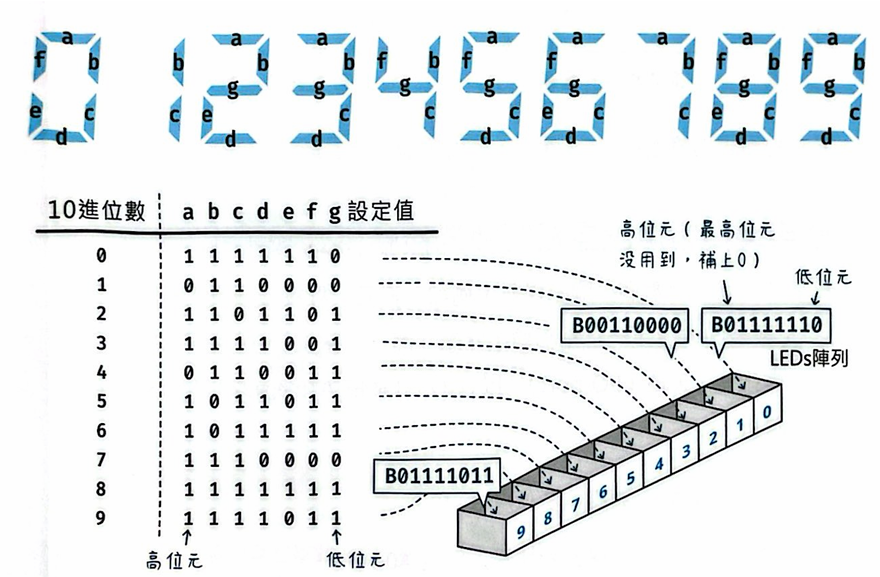 a a a a a a a
f b b b b f b f f b f b f b
g g g g g g g
e c c e c c c e c c e c c
d d d d d d d
10進位數 a b c d e f g 設定值
0 1 1 1 1 1 1 0
1 0 1 1 0 0 0 0
2 1 1 0 1 1 0 1
3 1 1 1 1 0 0 1
4 0 1 1 0 0 1 1
5 1 0 1 1 0 1 1
6 1 0 1 1 1 1 1
7 1 1 1 0 0 0 0
8 1 1 1 1 1 1 1
9 1 1 1 1 0 1 1
高位元 低位元
高位元(最高位元
沒用到,補上0)
低位元
B00110000 B01111110
LEDs陣列
B01111011
9 8 7 6 5 4 3 2 1 0